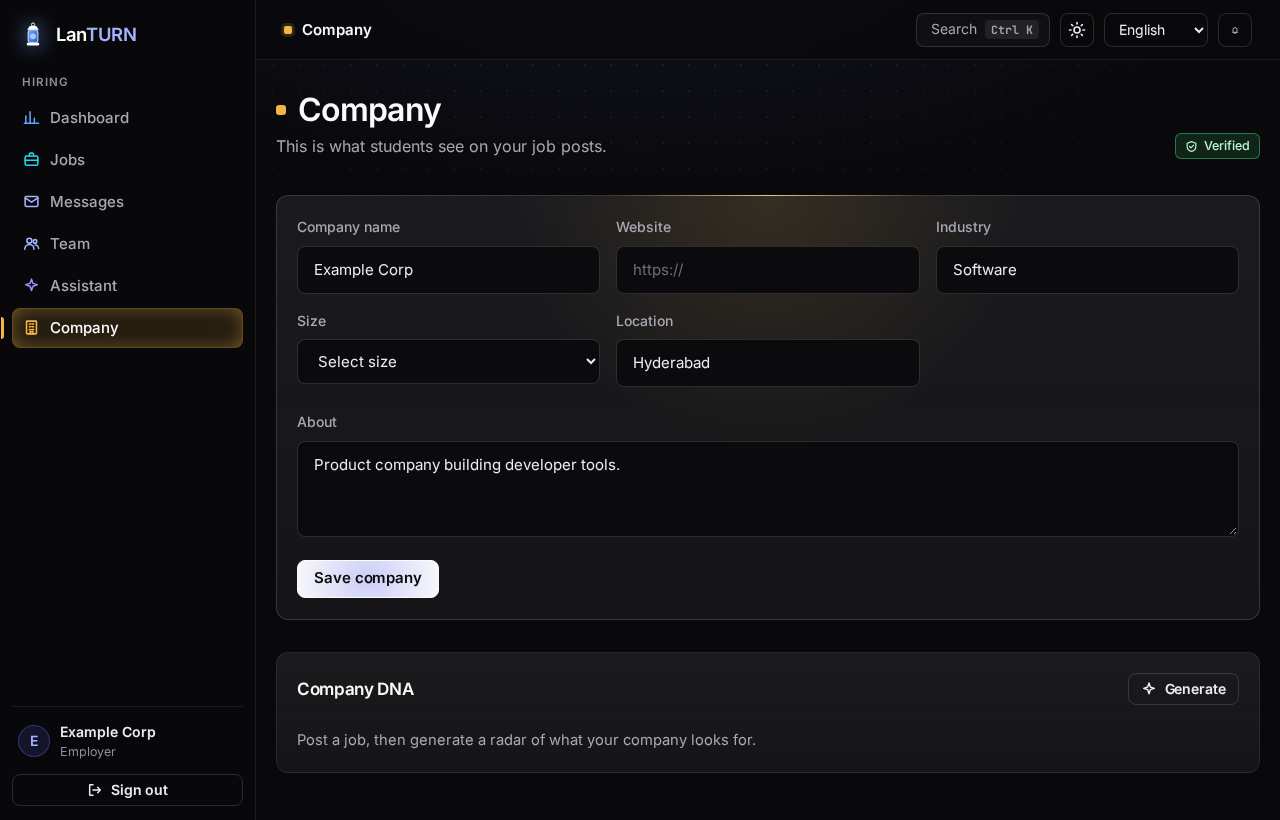 LanTURN
HIRING
Dashboard
Jobs
Messages
Team
Assistant
Company
Example Corp
E
Employer
Sign out
Company
Search Ctrl K
English
Company
This is what students see on your job posts.
Verified
Company name
Website
Industry
Example Corp
https://
Software
Size
Location
Select size
Hyderabad
About
Product company building developer tools.
Save company
Company DNA
Generate
Post a job, then generate a radar of what your company looks for.